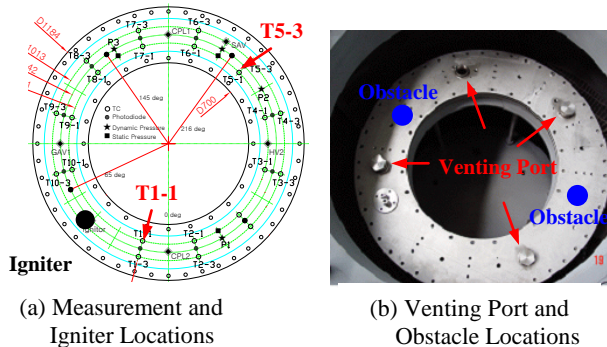 T5-3
D1184
1013
42
T7-3
T6-3
CPL1
P3
SAV
T8-3
T7-1
T6-1
T5-3
T8-1
T5-1
D700
P2
145 deg
TC
Photodiode
Dynamic Pressure
Static Pressure
216 deg
T9-3
T9-1
T4-3
T4-1
GAV1
HV2
T10-1
T10-3
T3-1
T3-3
65 deg
T1-1
0 deg
Ignitor
Igniter
T1-1
T1-3
T2-1
T2-3
P1
CPL2
Obstacle
Venting Port
Obstacle
19
(a) Measurement and
Igniter Locations
(b) Venting Port and
Obstacle Locations